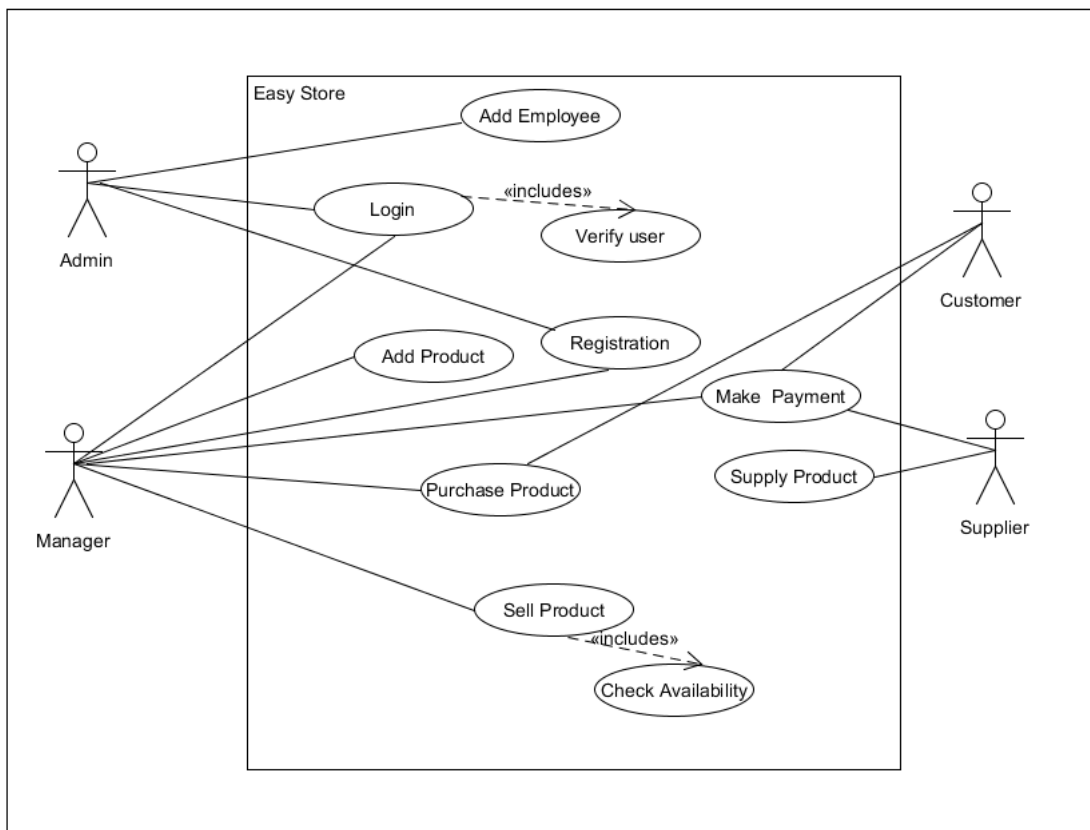 Easy Store
Add Employee
Admin
Login
«includes»
Verify user
Customer
Add Product
Registration
Make  Payment
Manager
Purchase Product
Supply Product
Supplier
Sell Product
«includes»
Check Availability